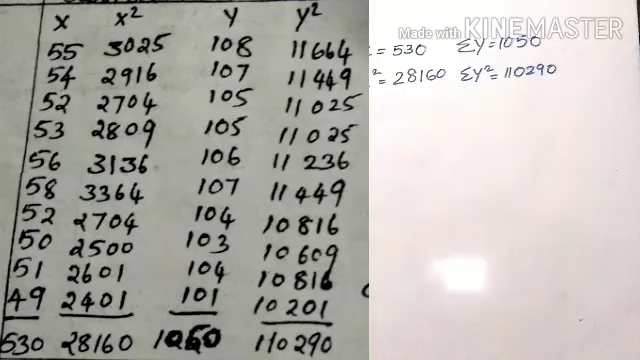 x x² y y²
55 3025 108 11664
54 2916 107 11449
52 2704 105 11025
53 2809 105 11025
56 3136 106 11236
58 3364 107 11449
52 2704 104 10816
50 2500 103 10609
51 2601 104 10816
49 2401 101 10201
530 28160 1050 110290
Made with KINEMASTER
= 530 ΣY=1050
²=28160 ΣY²=110290